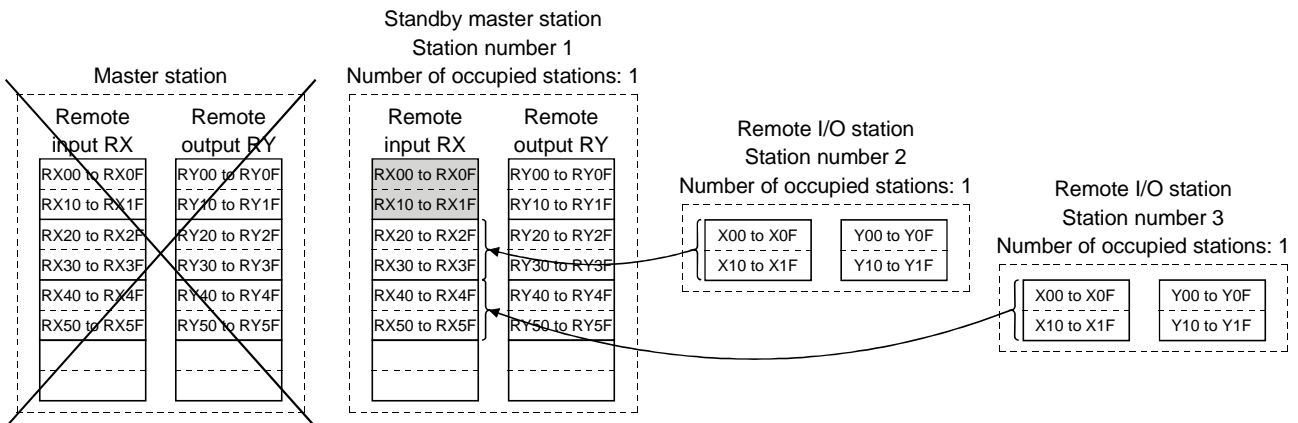 Standby master station
Station number 1
Number of occupied stations: 1
Master station
Remote input RX
Remote output RY
RX00 to RX0F
RX10 to RX1F
RX20 to RX2F
RX30 to RX3F
RX40 to RX4F
RX50 to RX5F
RY00 to RY0F
RY10 to RY1F
RY20 to RY2F
RY30 to RY3F
RY40 to RY4F
RY50 to RY5F
Remote
input RX
Remote
output RY
RX00 to RX0F
RX10 to RX1F
RX20 to RX2F
RX30 to RX3F
RX40 to RX4F
RX50 to RX5F
RY00 to RY0F
RY10 to RY1F
RY20 to RY2F
RY30 to RY3F
RY40 to RY4F
RY50 to RY5F
Remote I/O station
Station number 2
Number of occupied stations: 1
X00 to X0F
X10 to X1F
Y00 to Y0F
Y10 to Y1F
Remote I/O station
Station number 3
Number of occupied stations: 1
X00 to X0F
X10 to X1F
Y00 to Y0F
Y10 to Y1F